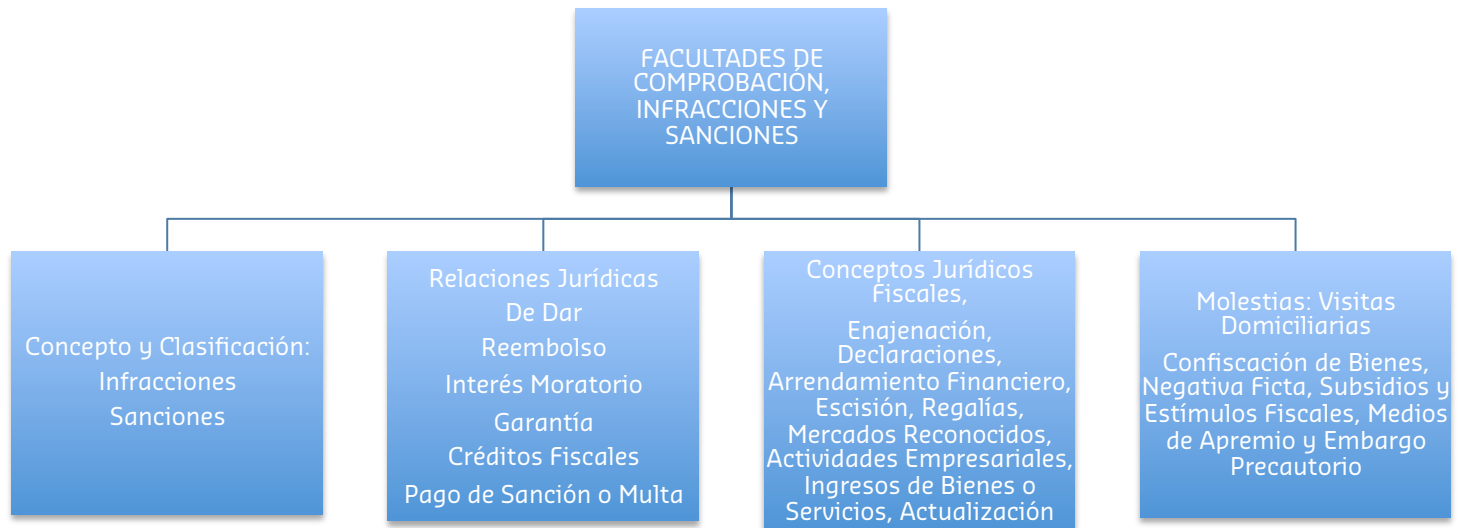 FACULTADES DE
COMPROBACIÓN,
INFRACCIONES Y
SANCIONES
Concepto y Clasificación:
Infracciones
Sanciones
Relaciones Jurídicas
De Dar
Reembolso
Interés Moratorio
Garantía
Créditos Fiscales
Pago de Sanción o Multa
Conceptos Jurídicos
Fiscales,
Enajenación,
Declaraciones,
Arrendamiento Financiero,
Escisión, Regalías,
Mercados Reconocidos,
Actividades Empresariales,
Ingresos de Bienes o
Servicios, Actualización
Molestias: Visitas
Domiciliarias
Confiscación de Bienes,
Negativa Ficta, Subsidios y
Estímulos Fiscales, Medios
de Apremio y Embargo
Precautorio